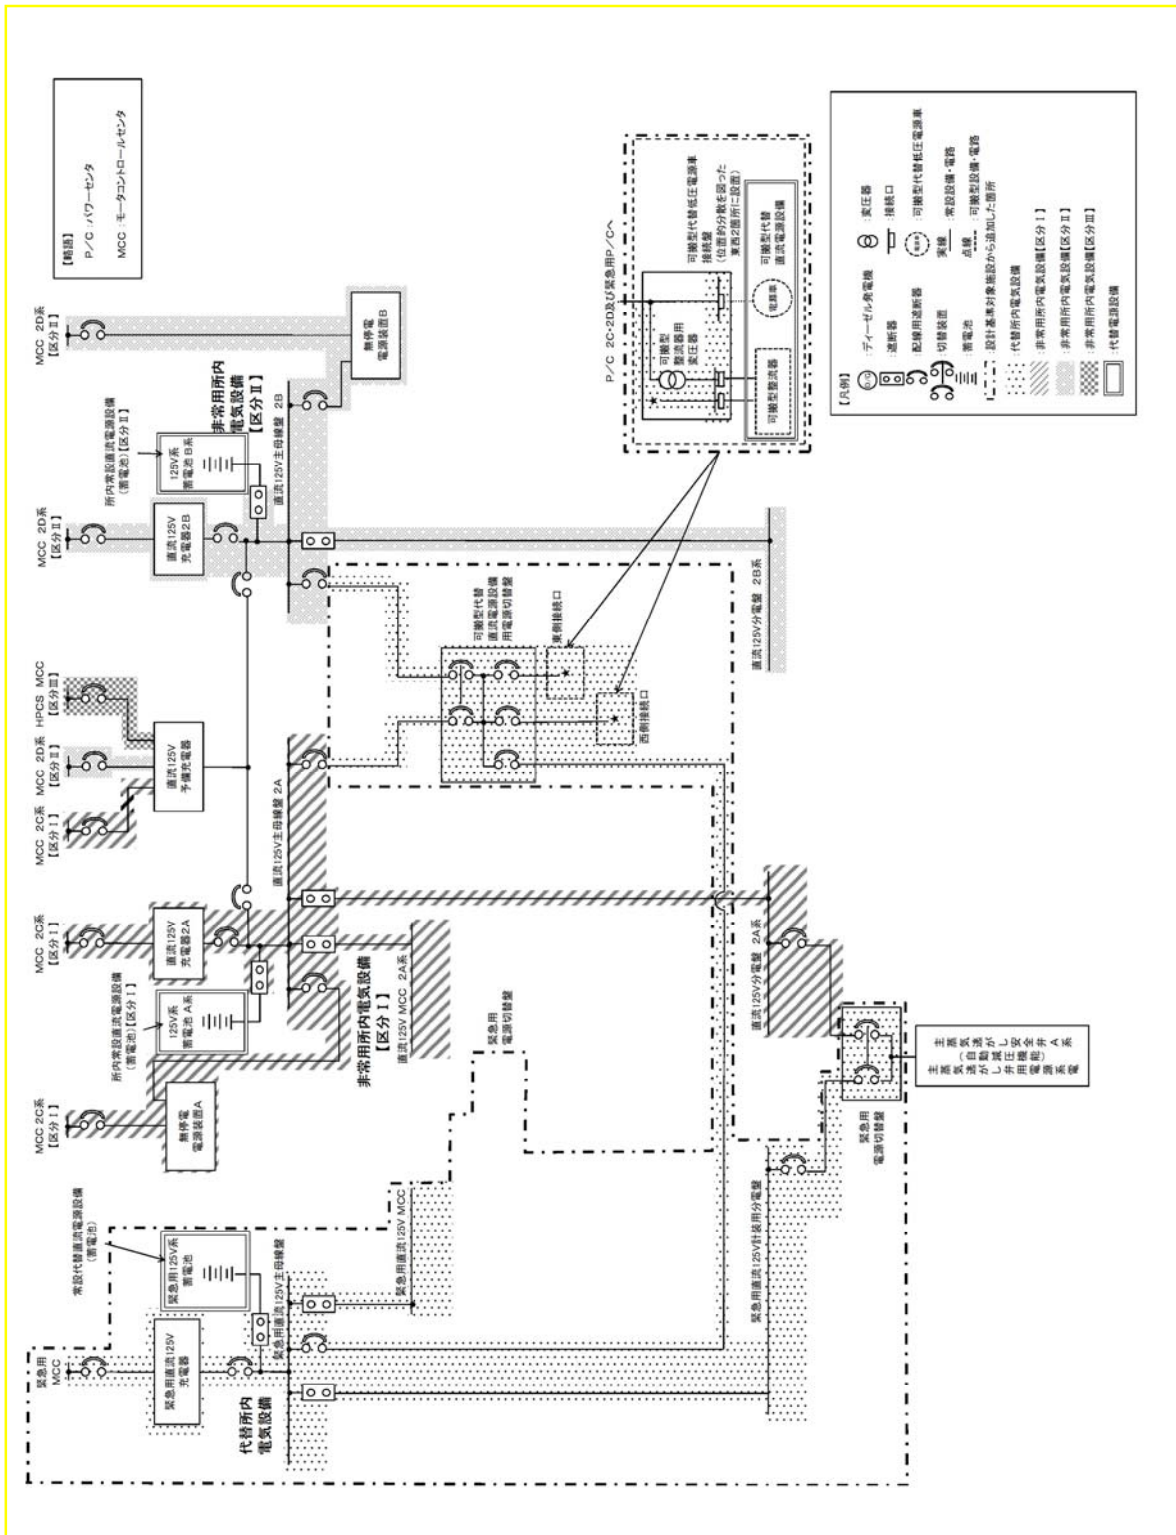 【略語】
P/C :パワーセンタ
MCC :モータコントロールセンタ
緊急用
MCC
MCC 2C系
【区分Ⅰ】
MCC 2C系
【区分Ⅰ】
MCC 2C系
【区分Ⅰ】
MCC 2D系
【区分Ⅱ】
HPCS MCC
【区分Ⅲ】
MCC 2D系
【区分Ⅱ】
MCC 2D系
【区分Ⅱ】
常設代替直流電源設備
(蓄電池)
所内常設直流電源設備
(蓄電池)【区分Ⅰ】
所内常設直流電源設備
(蓄電池)【区分Ⅱ】
緊急用直流125V
充電器
緊急用125V系
蓄電池
無停電
電源装置A
125V系
蓄電池 A系
直流125V
充電器2A
直流125V
予備充電器
直流125V
充電器2B
125V系
蓄電池 B系
無停電
電源装置B
代替所内
電気設備
緊急用直流125V主母線盤
直流125V主母線盤 2A
直流125V主母線盤 2B
非常用所内
電気設備
【区分Ⅱ】
非常用所内電気設備
【区分Ⅰ】
緊急用直流125V MCC
直流125V MCC 2A系
緊急用
電源切替盤
可搬型代替
直流電源設備
用電源切替盤
西側接続口
東側接続口
緊急用直流125V計装用分電盤
直流125V分電盤 2A系
直流125V分電盤 2B系
緊急用
電源切替盤
主蒸気逃がし安全弁 A系
(自動減圧機能)
主蒸気逃がし弁用電源系電
P/C 2C・2D及び緊急用P/Cへ
可搬型
整流器用
変圧器
可搬型代替低圧電源車
接続盤
(位置的分散を図った
東西2箇所に設置)
可搬型整流器
電源車
可搬型代替
直流電源設備
【凡例】
D/G :ディーゼル発電機
:遮断器
:配線用遮断器
:切替装置
:蓄電池
:変圧器
:接続口
電源車 :可搬型代替低圧電源車
実線 :常設設備・電路
点線 :可搬型設備・電路
:設計基準対象施設から追加した箇所
:代替所内電気設備
:非常用所内電気設備【区分Ⅰ】
:非常用所内電気設備【区分Ⅱ】
:非常用所内電気設備【区分Ⅲ】
:代替電源設備